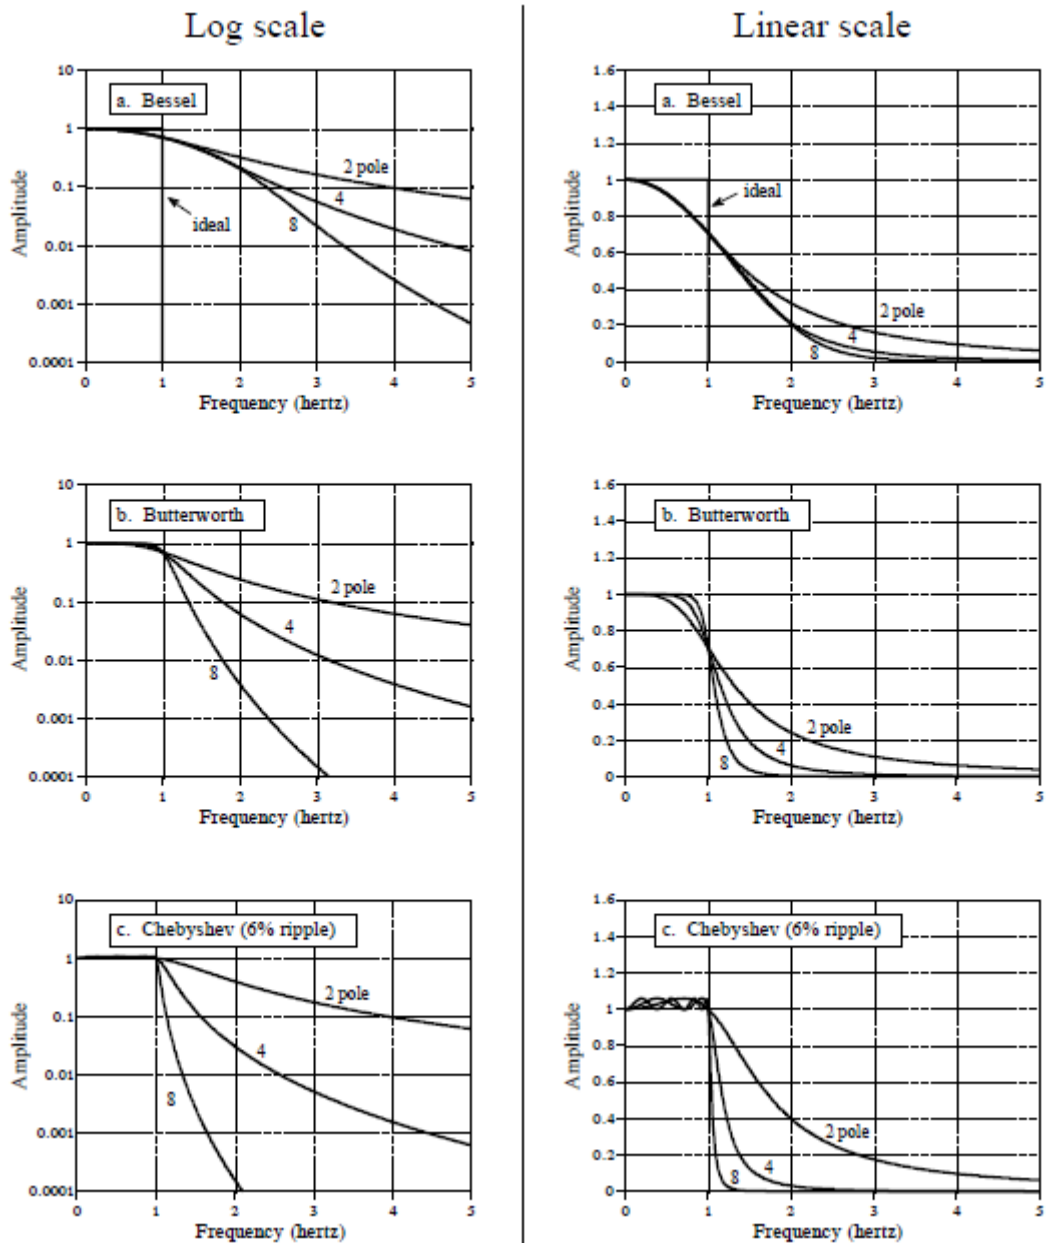 Log scale
Linear scale
a. Bessel
10
1
0.1
0.01
0.001
0.0001
0 1 2 3 4 5
Amplitude
Frequency (hertz)
ideal
2 pole
4
8
a. Bessel
1.6
1.4
1.2
1
0.8
0.6
0.4
0.2
0
0 1 2 3 4 5
Amplitude
Frequency (hertz)
ideal
2 pole
4
8
b. Butterworth
10
1
0.1
0.01
0.001
0.0001
0 1 2 3 4 5
Amplitude
Frequency (hertz)
2 pole
4
8
b. Butterworth
1.6
1.4
1.2
1
0.8
0.6
0.4
0.2
0
0 1 2 3 4 5
Amplitude
Frequency (hertz)
2 pole
4
8
c. Chebyshev (6% ripple)
10
1
0.1
0.01
0.001
0.0001
0 1 2 3 4 5
Amplitude
Frequency (hertz)
2 pole
4
8
c. Chebyshev (6% ripple)
1.6
1.4
1.2
1
0.8
0.6
0.4
0.2
0
0 1 2 3 4 5
Amplitude
Frequency (hertz)
2 pole
4
8